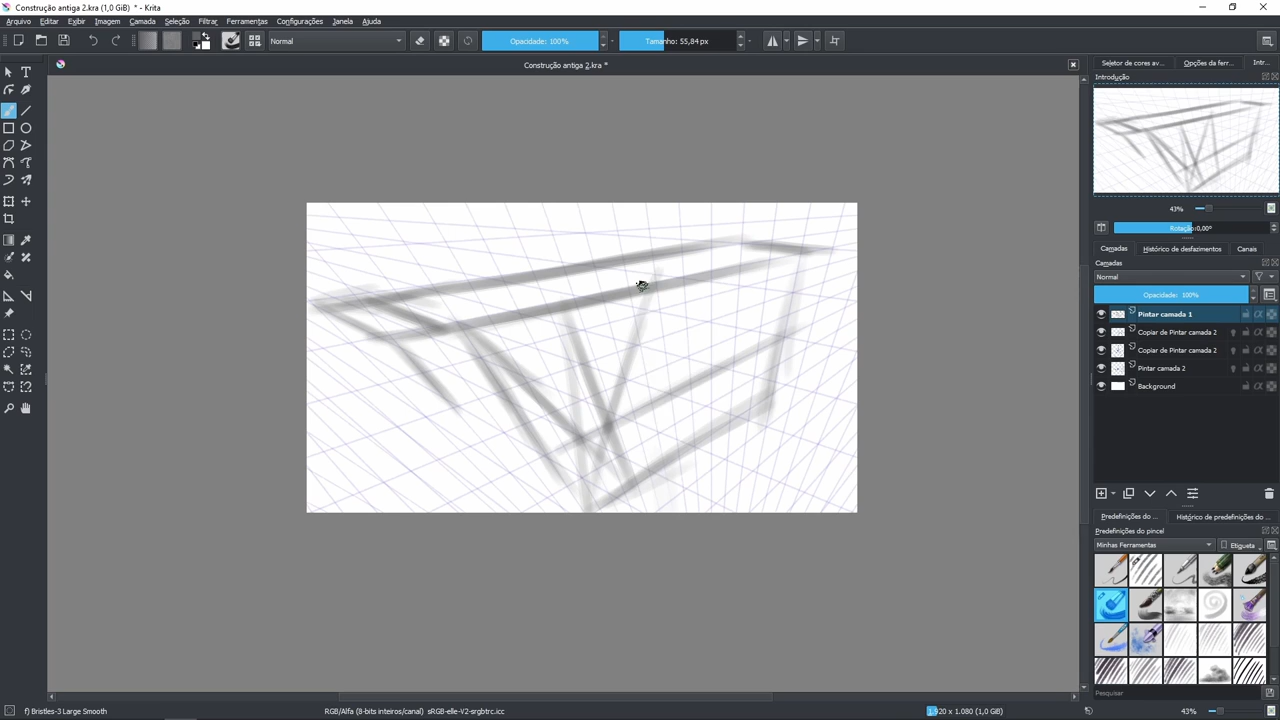 Construção antiga 2.kra (1,0 GiB) * - Krita
Arquivo Editar Exibir Imagem Camada Seleção Filtrar Ferramentas Configurações Janela Ajuda
Normal Opacidade: 100% Tamanho: 55,84 px
Construção antiga 2.kra *
Seletor de cores av... Opções da ferr... Intr...
Introdução
43%
Rotação:0,00°
Camadas Histórico de desfazimentos Canais
Camadas
Normal
Opacidade: 100%
Pintar camada 1
Copiar de Pintar camada 2
Copiar de Pintar camada 2
Pintar camada 2
Background
Predefinições do ... Histórico de predefinições do ...
Predefinições do pincel
Minhas Ferramentas Etiqueta
Pesquisar
f) Bristles-3 Large Smooth RGB/Alfa (8-bits inteiros/canal) sRGB-elle-V2-srgbtrc.icc 1.920 x 1.080 (1,0 GiB) 43%